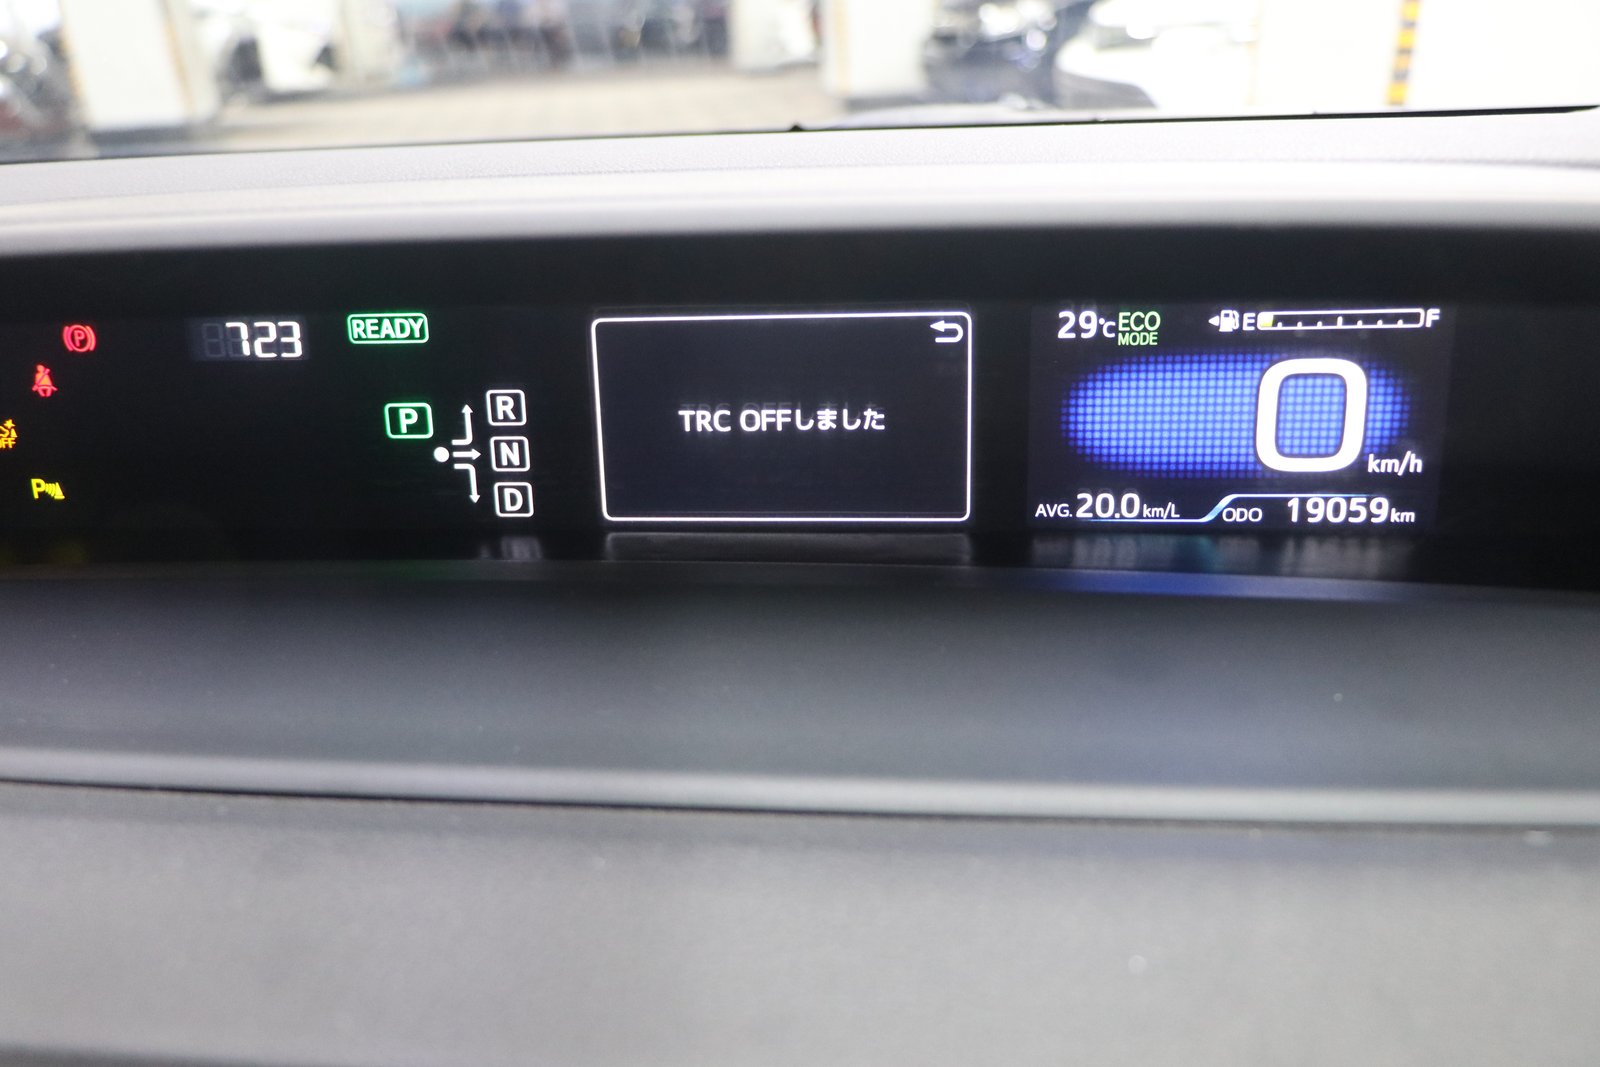 723
READY
P
R
N
D
TRC OFFしました
29℃ ECO MODE
E F
0 km/h
AVG. 20.0 km/L
ODO 19059 km
P
OFF
P